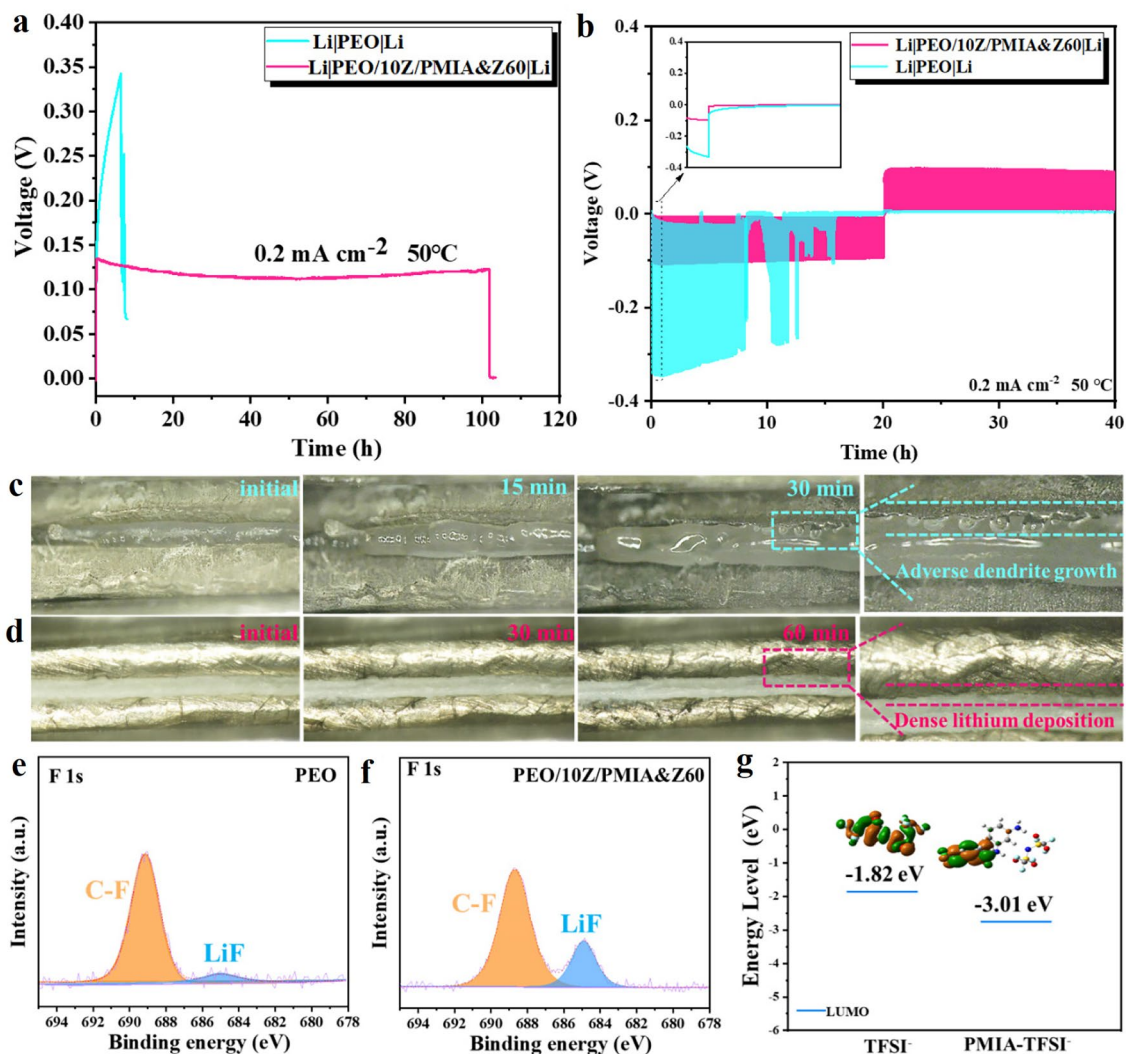 a
0.40
0.35
0.30
0.25
0.20
0.15
0.10
0.05
0.00
Voltage (V)
Li|PEO|Li
Li|PEO/10Z/PMIA&Z60|Li
0.2 mA cm⁻² 50°C
0 20 40 60 80 100 120
Time (h)
b
0.4
0.2
0.0
-0.2
-0.4
Voltage (V)
0.4
0.3
0.2
0.1
0.0
-0.1
-0.2
-0.3
-0.4
Li|PEO/10Z/PMIA&Z60|Li
Li|PEO|Li
0.2 mA cm⁻² 50 °C
0 10 20 30 40
Time (h)
c
initial
15 min
30 min
Adverse dendrite growth
d
initial
30 min
60 min
Dense lithium deposition
e
F 1s
PEO
C-F
LiF
Intensity (a.u.)
694 692 690 688 686 684 682 680 678
Binding energy (eV)
f
F 1s
PEO/10Z/PMIA&Z60
C-F
LiF
Intensity (a.u.)
694 692 690 688 686 684 682 680 678
Binding energy (eV)
g
2
1
0
-1
-2
-3
-4
-5
-6
Energy Level (eV)
-1.82 eV
-3.01 eV
LUMO
TFSI⁻
PMIA-TFSI⁻